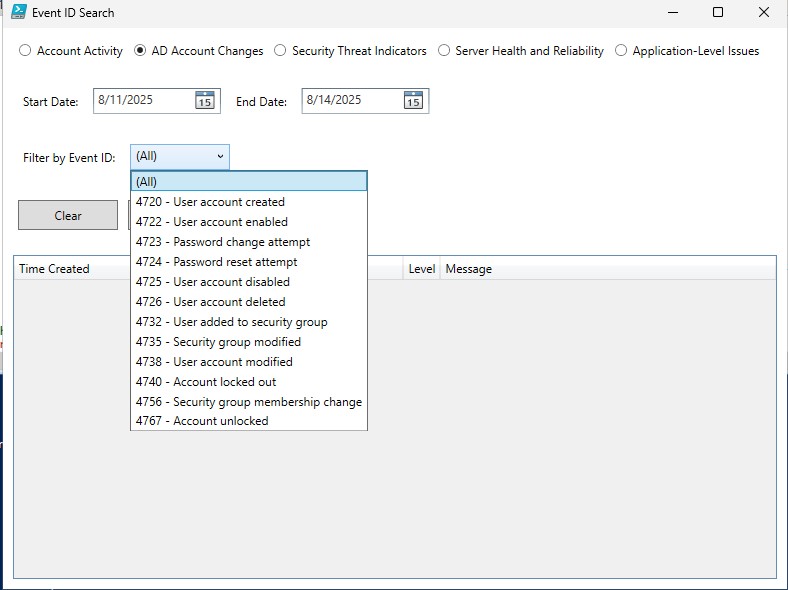 Event ID Search
Account Activity AD Account Changes Security Threat Indicators Server Health and Reliability Application-Level Issues
Start Date: 8/11/2025 15 End Date: 8/14/2025 15
Filter by Event ID: (All)
(All)
4720 - User account created
4722 - User account enabled
4723 - Password change attempt
4724 - Password reset attempt
4725 - User account disabled
4726 - User account deleted
4732 - User added to security group
4735 - Security group modified
4738 - User account modified
4740 - Account locked out
4756 - Security group membership change
4767 - Account unlocked
Clear
Time Created Level Message